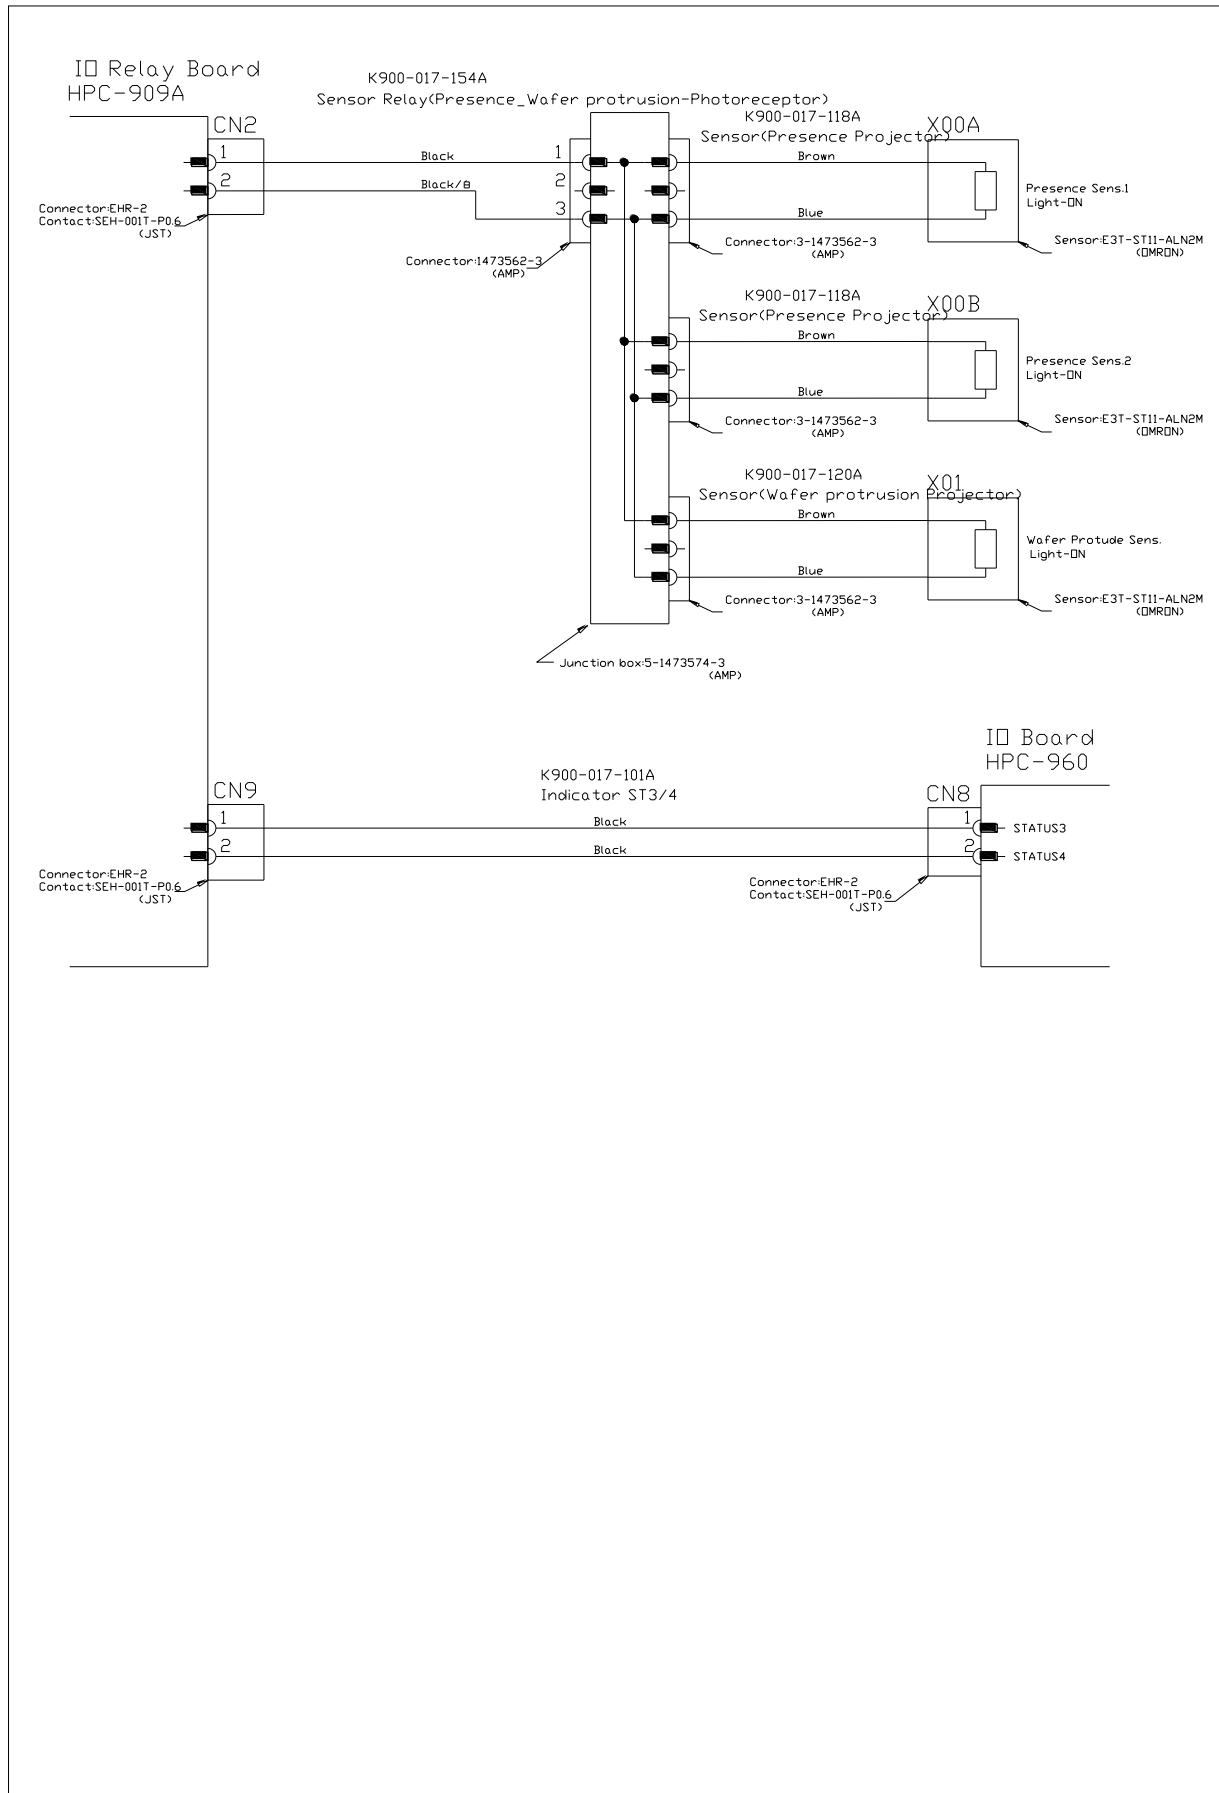 IO Relay Board
HPC-909A
K900-017-154A
Sensor Relay(Presence_Wafer protrusion-Photoreceptor)
CN2
1
2
Black
Black/白
Connector:EHR-2
Contact:SEH-001T-P0.6
(JST)
1
2
3
Connector:1473562-3
(AMP)
K900-017-118A
Sensor(Presence Projector)
X00A
Brown
Blue
Presence Sens.1
Light-ON
Connector:3-1473562-3
(AMP)
Sensor:E3T-ST11-ALN2M
(OMRON)
K900-017-118A
Sensor(Presence Projector)
X00B
Brown
Blue
Presence Sens.2
Light-ON
Connector:3-1473562-3
(AMP)
Sensor:E3T-ST11-ALN2M
(OMRON)
K900-017-120A
Sensor(Wafer protrusion Projector)
X01
Brown
Blue
Wafer Protude Sens.
Light-ON
Connector:3-1473562-3
(AMP)
Sensor:E3T-ST11-ALN2M
(OMRON)
Junction box:5-1473574-3
(AMP)
IO Board
HPC-960
K900-017-101A
Indicator ST3/4
CN9
1
2
Black
Black
CN8
1
2
STATUS3
STATUS4
Connector:EHR-2
Contact:SEH-001T-P0.6
(JST)
Connector:EHR-2
Contact:SEH-001T-P0.6
(JST)